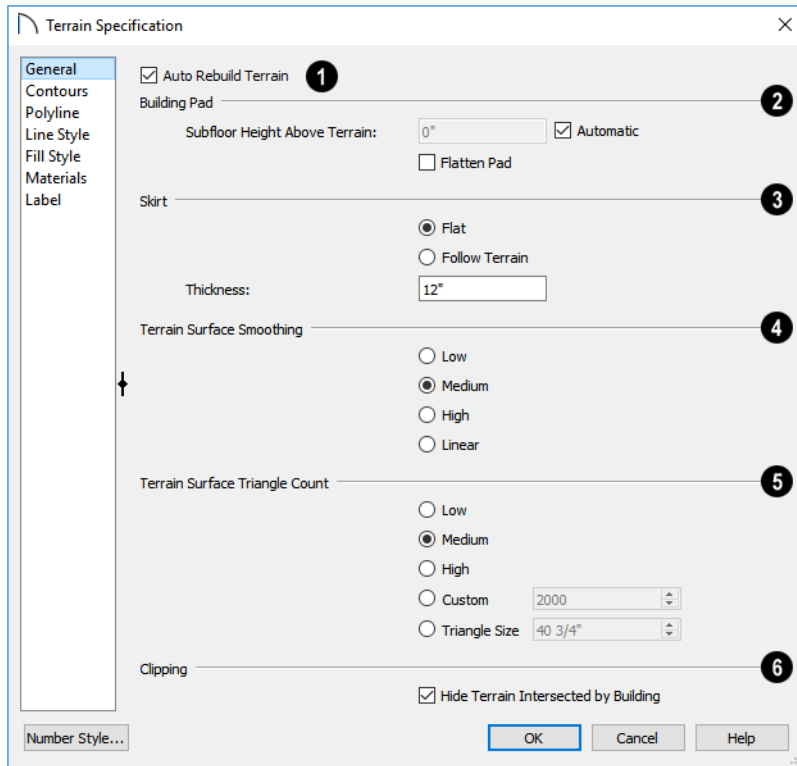 Terrain Specification
General
Contours
Polyline
Line Style
Fill Style
Materials
Label
Auto Rebuild Terrain 1
Building Pad 2
Subfloor Height Above Terrain: 0" Automatic
Flatten Pad
Skirt 3
Flat
Follow Terrain
Thickness: 12"
Terrain Surface Smoothing 4
Low
Medium
High
Linear
Terrain Surface Triangle Count 5
Low
Medium
High
Custom 2000
Triangle Size 40 3/4"
Clipping 6
Hide Terrain Intersected by Building
Number Style... OK Cancel Help